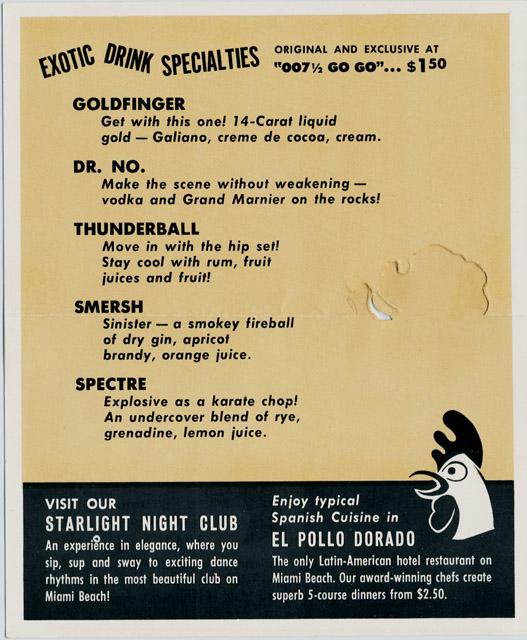 EXOTIC DRINK SPECIALTIES
ORIGINAL AND EXCLUSIVE AT
"007½ GO GO"... $1.50
GOLDFINGER
Get with this one! 14-Carat liquid
gold — Galiano, creme de cocoa, cream.
DR. NO.
Make the scene without weakening —
vodka and Grand Marnier on the rocks!
THUNDERBALL
Move in with the hip set!
Stay cool with rum, fruit
juices and fruit!
SMERSH
Sinister — a smokey fireball
of dry gin, apricot
brandy, orange juice.
SPECTRE
Explosive as a karate chop!
An undercover blend of rye,
grenadine, lemon juice.
VISIT OUR
STARLIGHT NIGHT CLUB
An experience in elegance, where you
sip, sup and sway to exciting dance
rhythms in the most beautiful club on
Miami Beach!
Enjoy typical
Spanish Cuisine in
EL POLLO DORADO
The only Latin-American hotel restaurant on
Miami Beach. Our award-winning chefs create
superb 5-course dinners from $2.50.